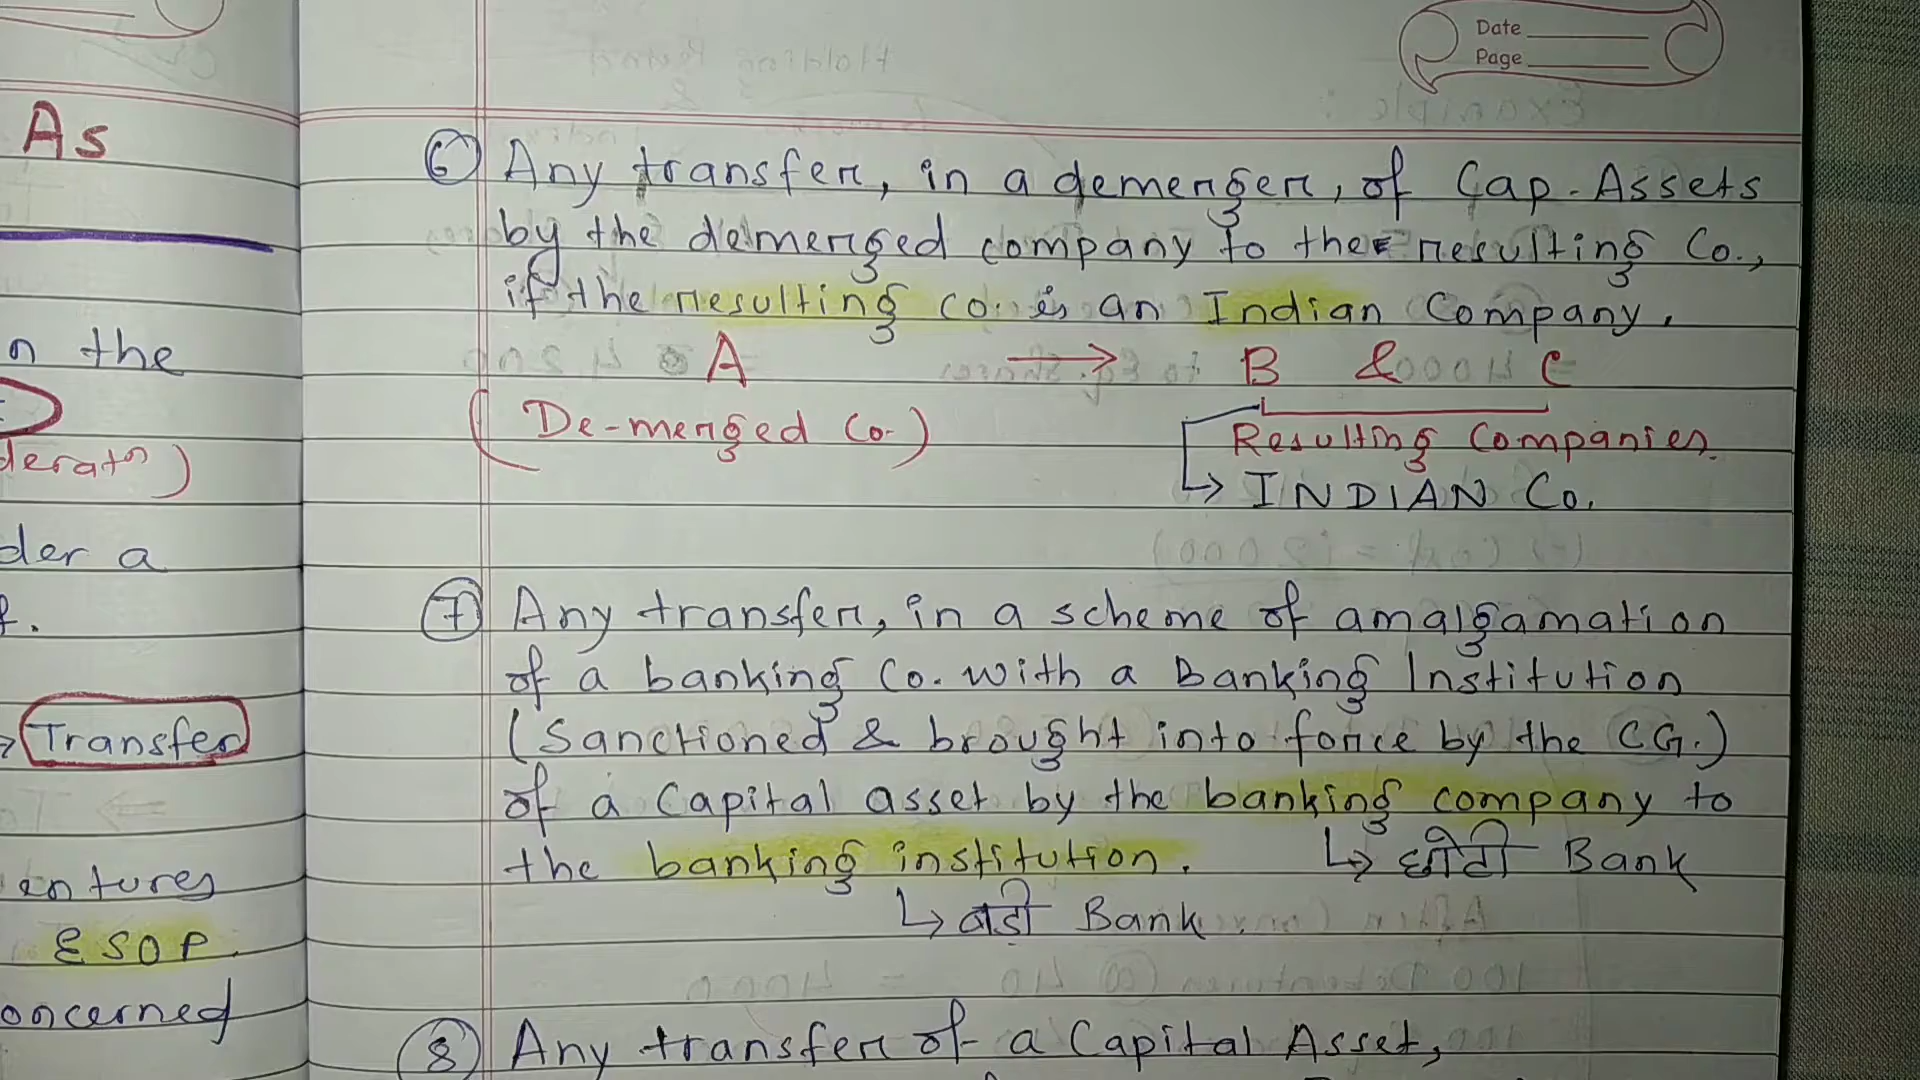 Date
Page
As
n the
derato)
der a
f.
Transfer
entures
ESOP.
oncerned
⑥ Any transfer, in a demerger, of Cap. Assets
by the demerged company to the resulting Co.,
if the resulting co. is an Indian Company.
A → B & C
(De-merged Co.)
Resulting Companies.
↳ INDIAN Co.
⑦ Any transfer, in a scheme of amalgamation
of a banking Co. with a Banking Institution
(Sanctioned & brought into force by the CG.)
of a Capital asset by the banking company to
the banking institution. ↳ छोटी Bank
↳ बड़ी Bank
⑧ Any transfer of a Capital Asset,